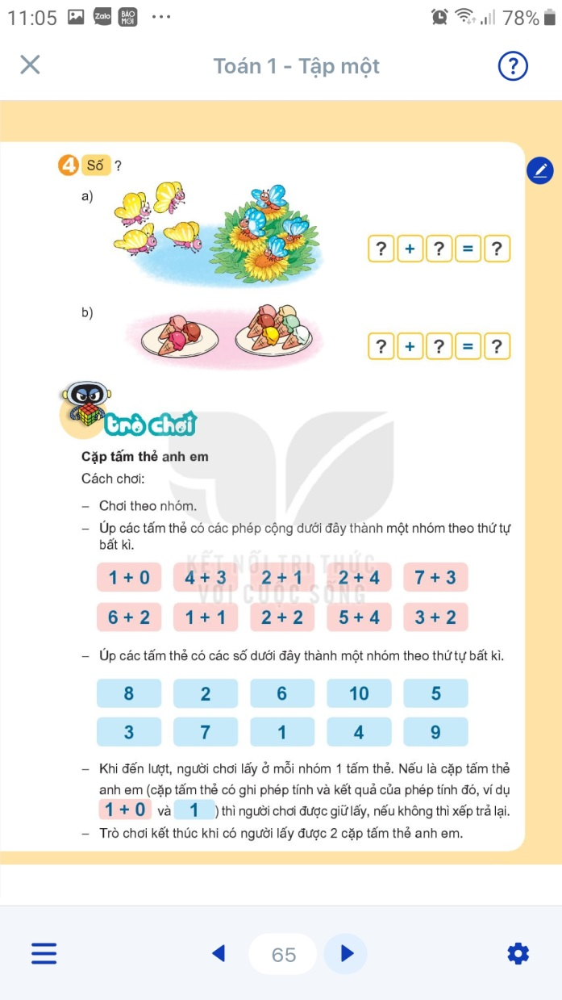 11:05 Zalo BÁO MỚI ... 78%
Toán 1 - Tập một
?
4 Số ?
a)
? + ? = ?
b)
? + ? = ?
trò chơi
Cặp tấm thẻ anh em
Cách chơi:
– Chơi theo nhóm.
– Úp các tấm thẻ có các phép cộng dưới đây thành một nhóm theo thứ tự
bất kì.
KẾT NỐI TRI THỨC
VỚI CUỘC SỐNG
1 + 0 4 + 3 2 + 1 2 + 4 7 + 3
6 + 2 1 + 1 2 + 2 5 + 4 3 + 2
– Úp các tấm thẻ có các số dưới đây thành một nhóm theo thứ tự bất kì.
8 2 6 10 5
3 7 1 4 9
– Khi đến lượt, người chơi lấy ở mỗi nhóm 1 tấm thẻ. Nếu là cặp tấm thẻ
anh em (cặp tấm thẻ có ghi phép tính và kết quả của phép tính đó, ví dụ
1 + 0 và 1 ) thì người chơi được giữ lấy, nếu không thì xếp trả lại.
– Trò chơi kết thúc khi có người lấy được 2 cặp tấm thẻ anh em.
65